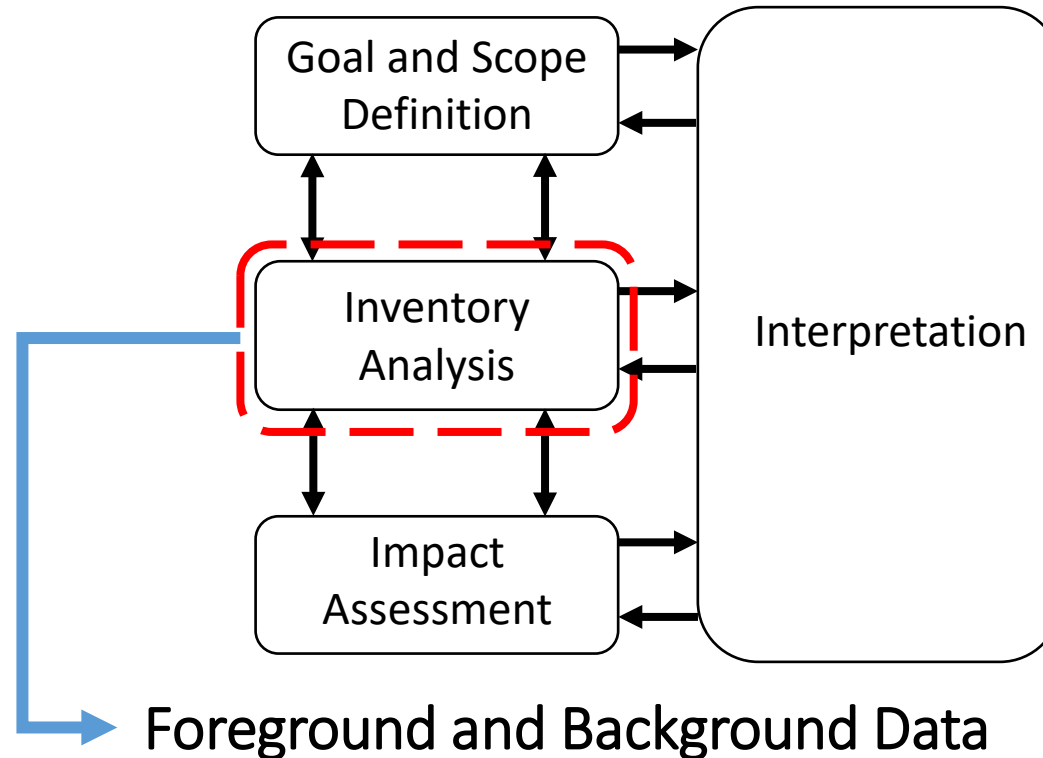 Goal and Scope
Definition
Inventory
Analysis
Interpretation
Impact
Assessment
Foreground and Background Data